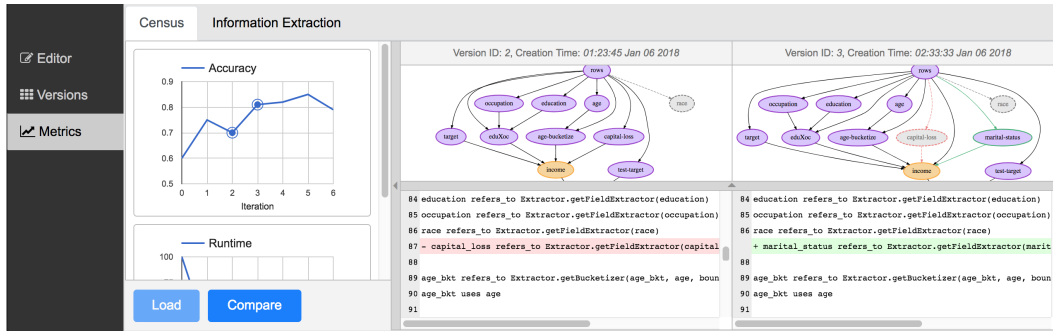 Census Information Extraction
Editor
Versions
Metrics
Accuracy
0.9
0.8
0.7
0.6
0.5
0 1 2 3 4 5 6
Iteration
Runtime
100
Load Compare
Version ID: 2, Creation Time: 01:23:45 Jan 06 2018
rows
occupation education age race
target eduXoc age-bucketize capital-loss
income test-target
84 education refers_to Extractor.getFieldExtractor(education)
85 occupation refers_to Extractor.getFieldExtractor(occupation)
86 race refers_to Extractor.getFieldExtractor(race)
87 - capital_loss refers_to Extractor.getFieldExtractor(capital
88
89 age_bkt refers_to Extractor.getBucketizer(age_bkt, age, boun
90 age_bkt uses age
91
Version ID: 3, Creation Time: 02:33:33 Jan 06 2018
rows
occupation education age race
target eduXoc age-bucketize capital-loss marital-status
income test-target
84 education refers_to Extractor.getFieldExtractor(education)
85 occupation refers_to Extractor.getFieldExtractor(occupation)
86 race refers_to Extractor.getFieldExtractor(race)
+ marital_status refers_to Extractor.getFieldExtractor(marit
88
89 age_bkt refers_to Extractor.getBucketizer(age_bkt, age, boun
90 age_bkt uses age
91